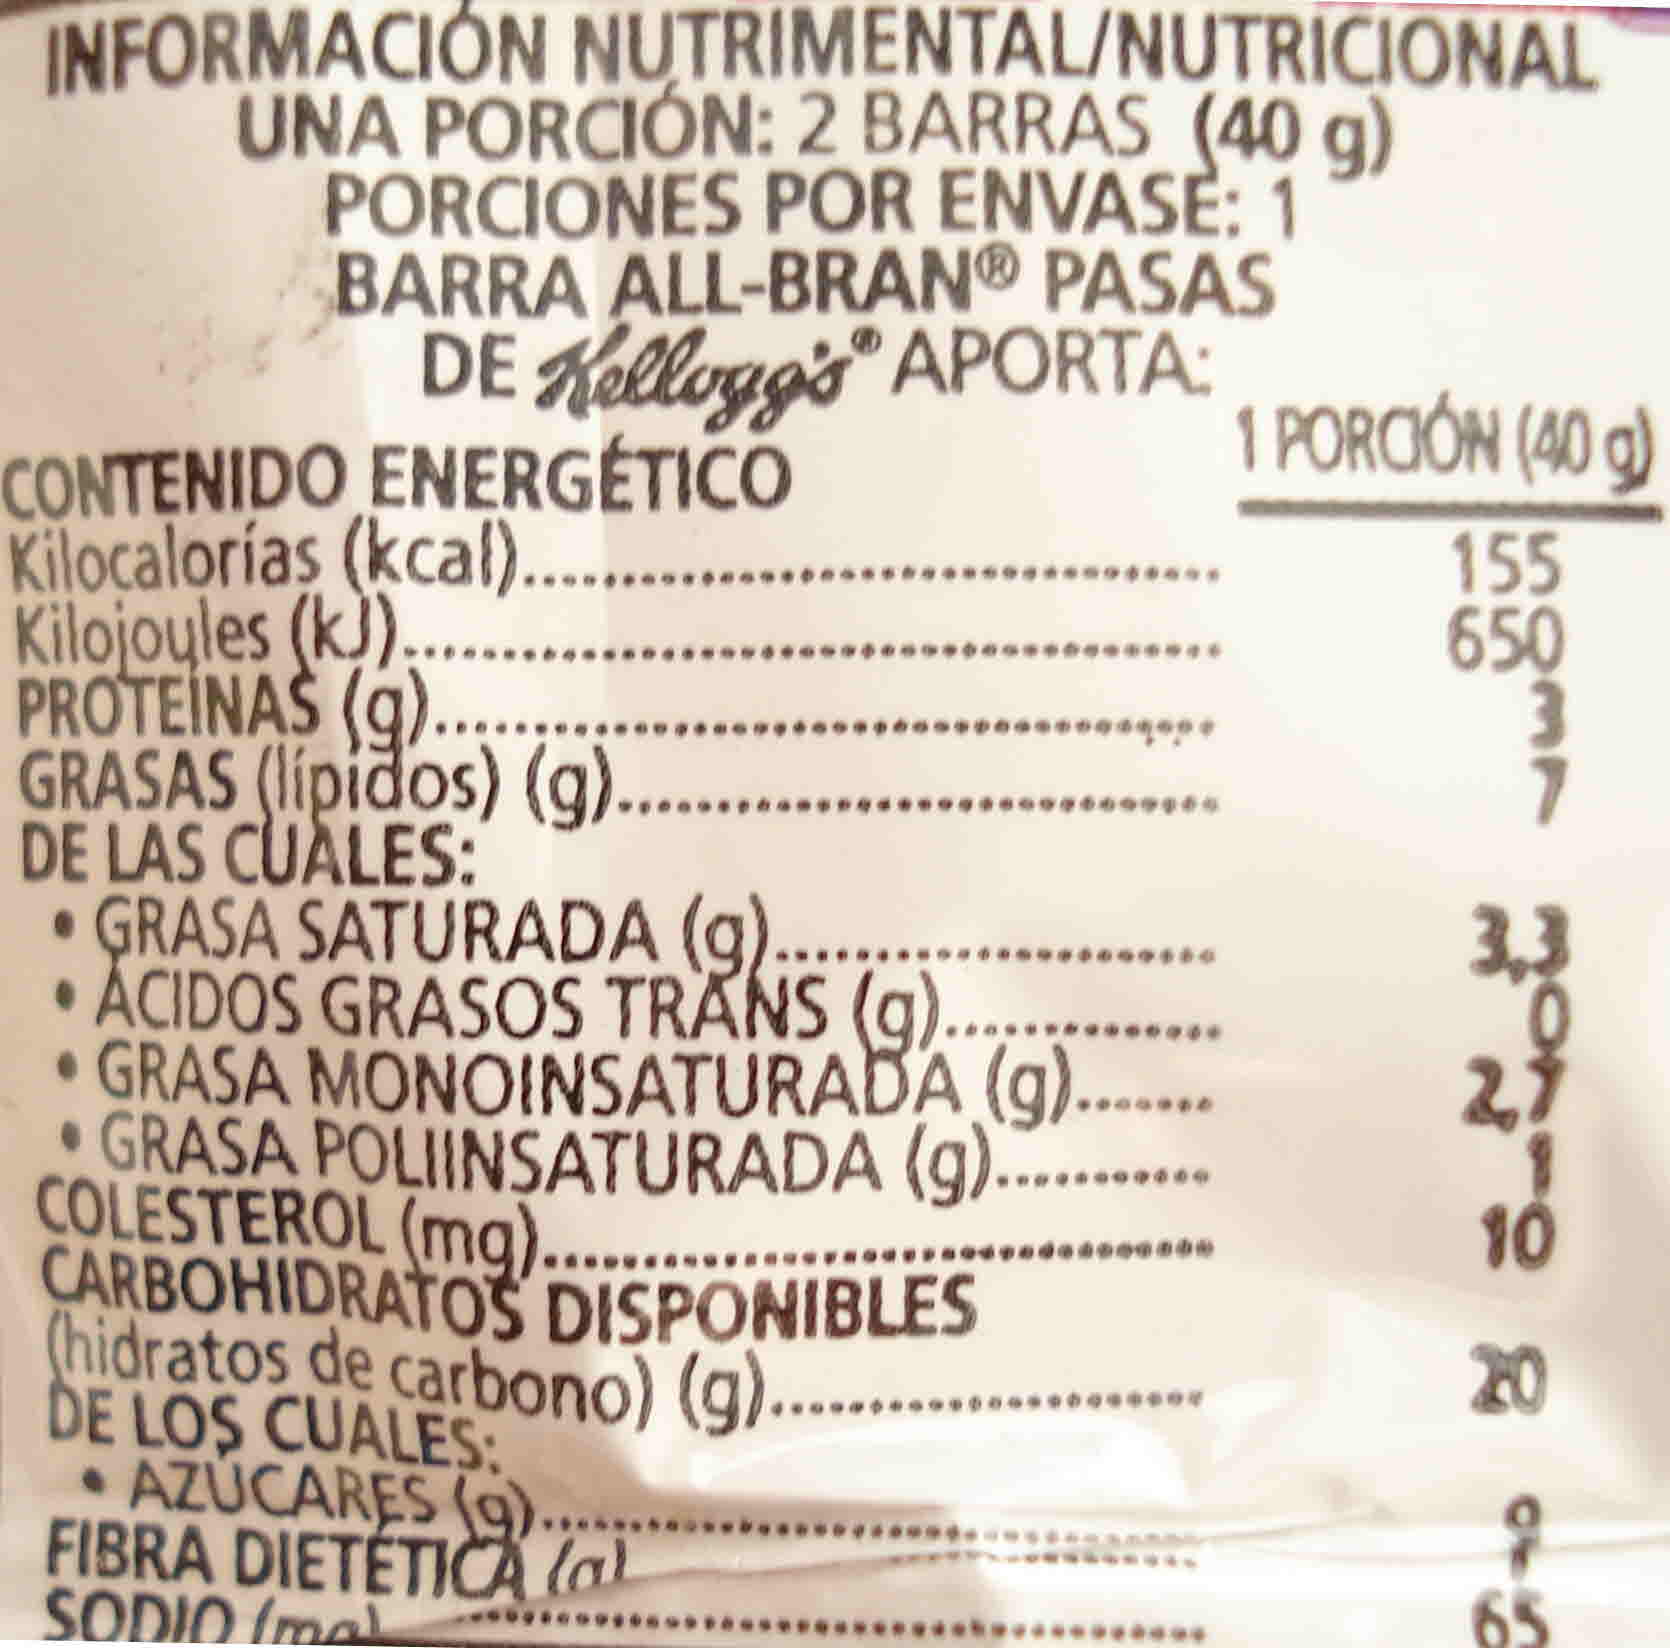 INFORMACIÓN NUTRIMENTAL/NUTRICIONAL
UNA PORCIÓN: 2 BARRAS (40 g)
PORCIONES POR ENVASE: 1
BARRA ALL-BRAN® PASAS
DE Kellogg's® APORTA:
1 PORCIÓN (40 g)
CONTENIDO ENERGÉTICO
Kilocalorías (kcal)........................................ 155
Kilojoules (kJ)........................................ 650
PROTEÍNAS (g)........................................ 3
GRASAS (lípidos) (g)........................................ 7
DE LAS CUALES:
• GRASA SATURADA (g)........................ 3,3
• ÁCIDOS GRASOS TRANS (g)............... 0
• GRASA MONOINSATURADA (g)....... 2,7
• GRASA POLIINSATURADA (g)........... 1
COLESTEROL (mg)........................................ 10
CARBOHIDRATOS DISPONIBLES
(hidratos de carbono) (g)........................ 20
DE LOS CUALES:
• AZÚCARES (g)........................................ 9
FIBRA DIETÉTICA (g)
SODIO (mg)........................................ 65